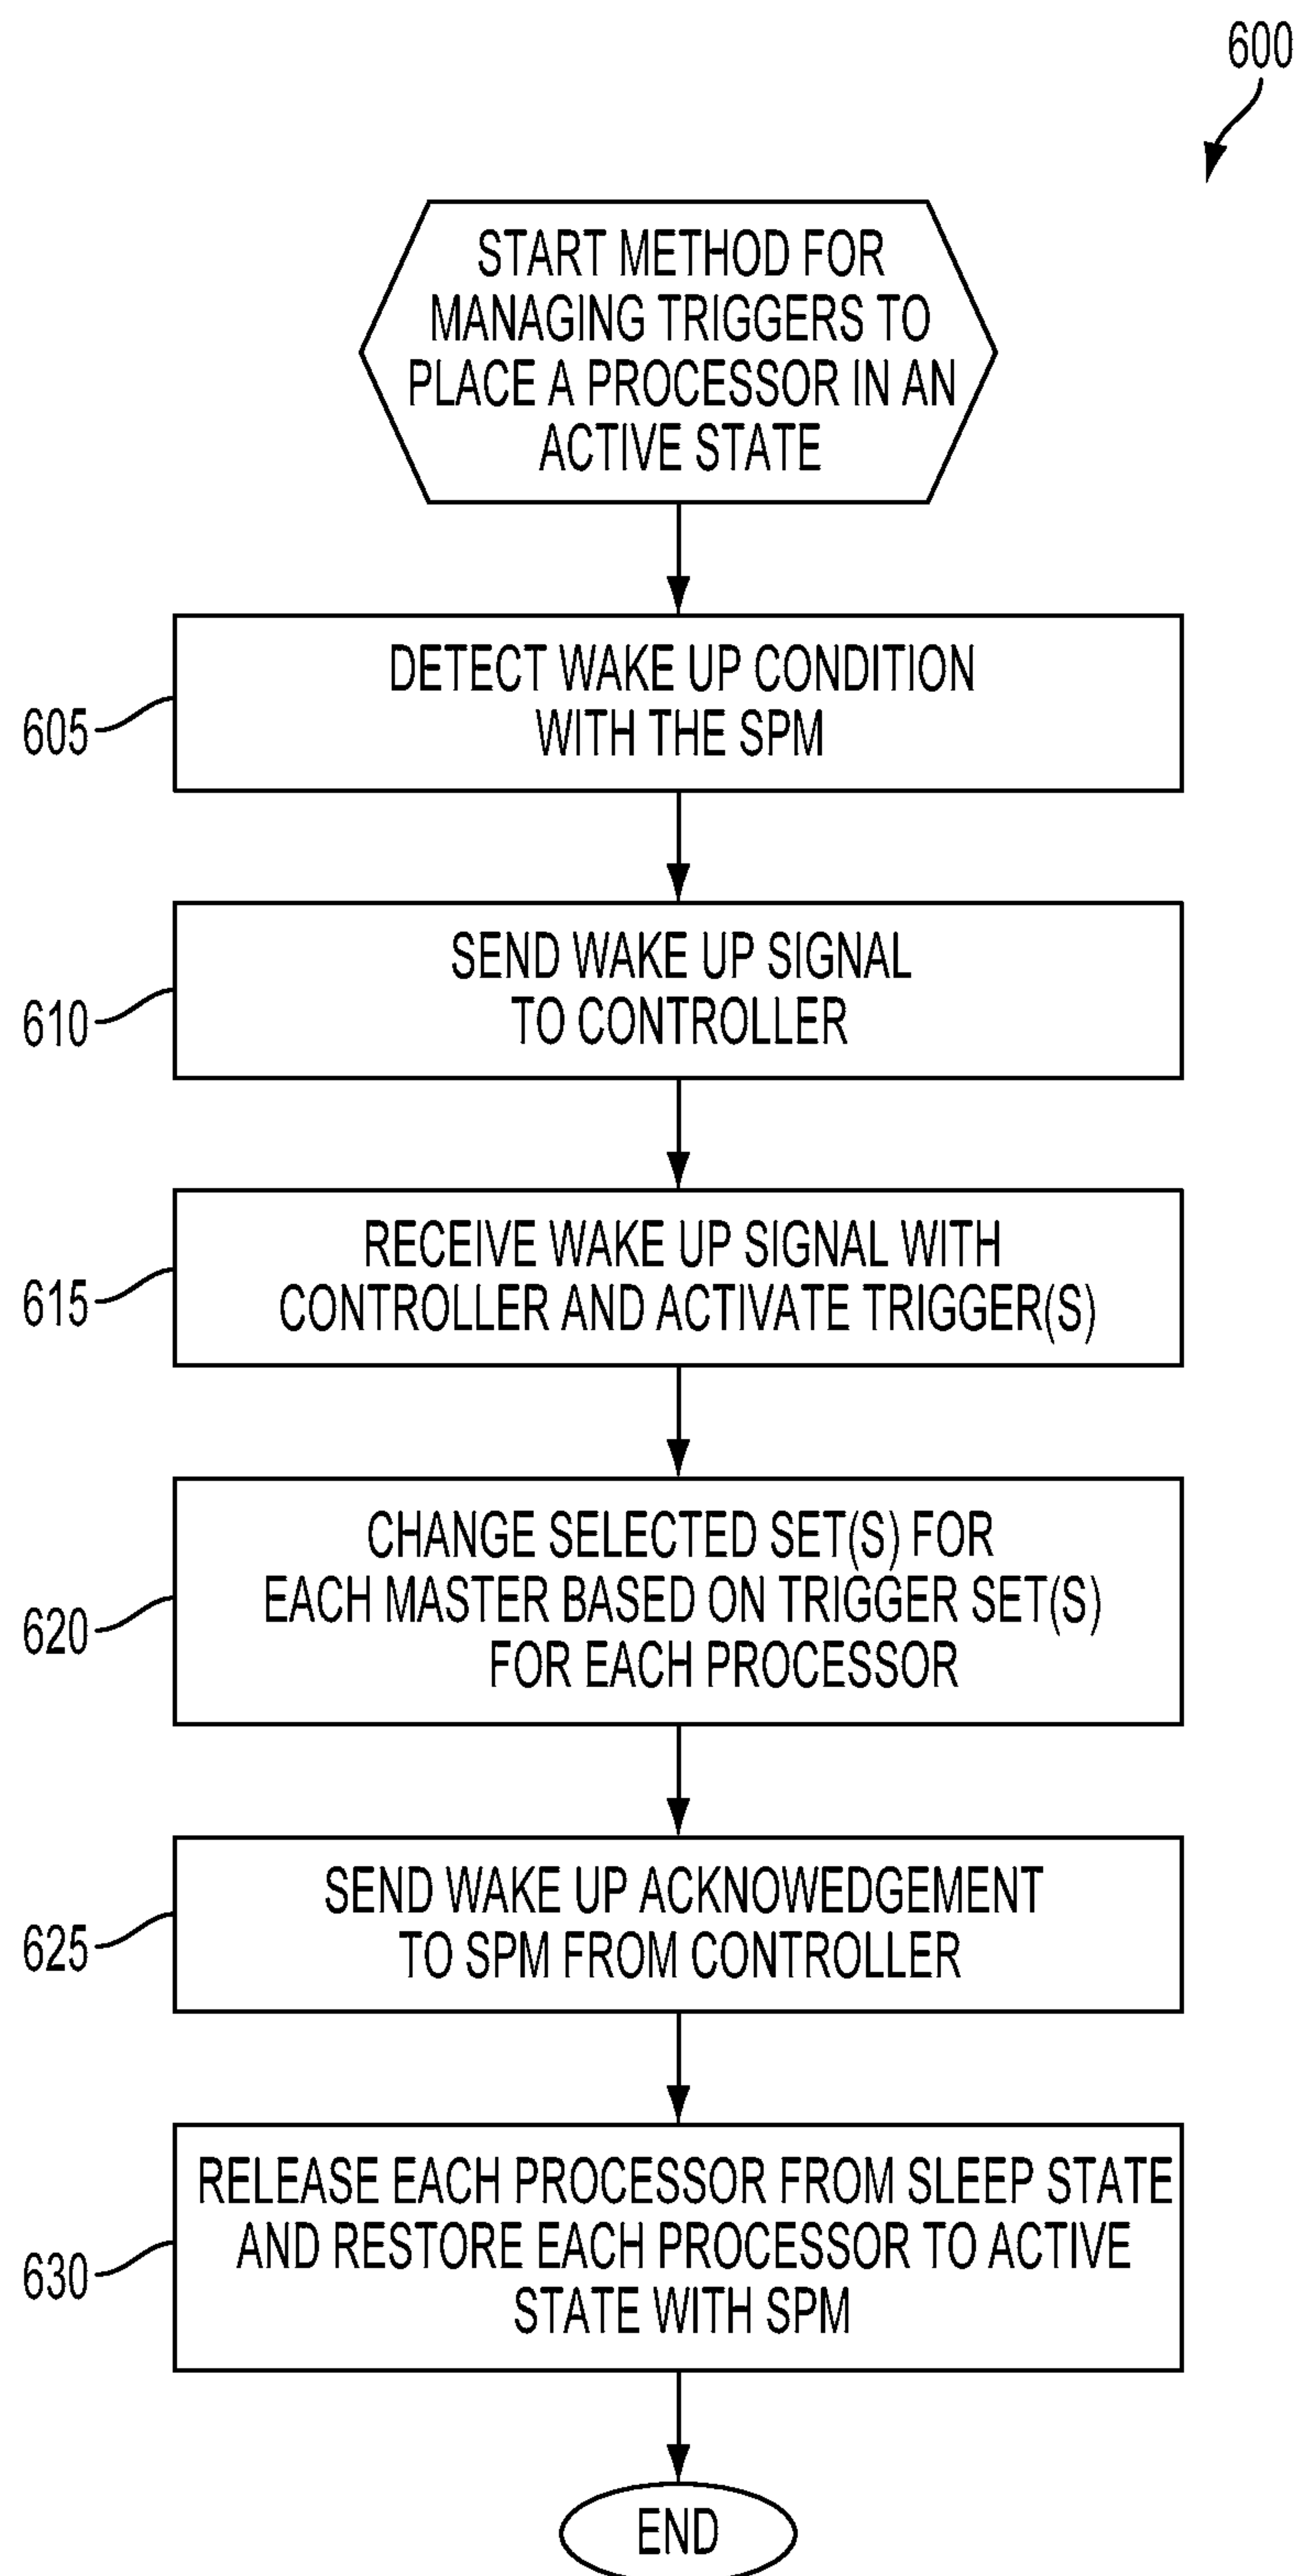 600
START METHOD FOR
MANAGING TRIGGERS TO
PLACE A PROCESSOR IN AN
ACTIVE STATE
605
DETECT WAKE UP CONDITION
WITH THE SPM
610
SEND WAKE UP SIGNAL
TO CONTROLLER
615
RECEIVE WAKE UP SIGNAL WITH
CONTROLLER AND ACTIVATE TRIGGER(S)
620
CHANGE SELECTED SET(S) FOR
EACH MASTER BASED ON TRIGGER SET(S)
FOR EACH PROCESSOR
625
SEND WAKE UP ACKNOWEDGEMENT
TO SPM FROM CONTROLLER
630
RELEASE EACH PROCESSOR FROM SLEEP STATE
AND RESTORE EACH PROCESSOR TO ACTIVE
STATE WITH SPM
END